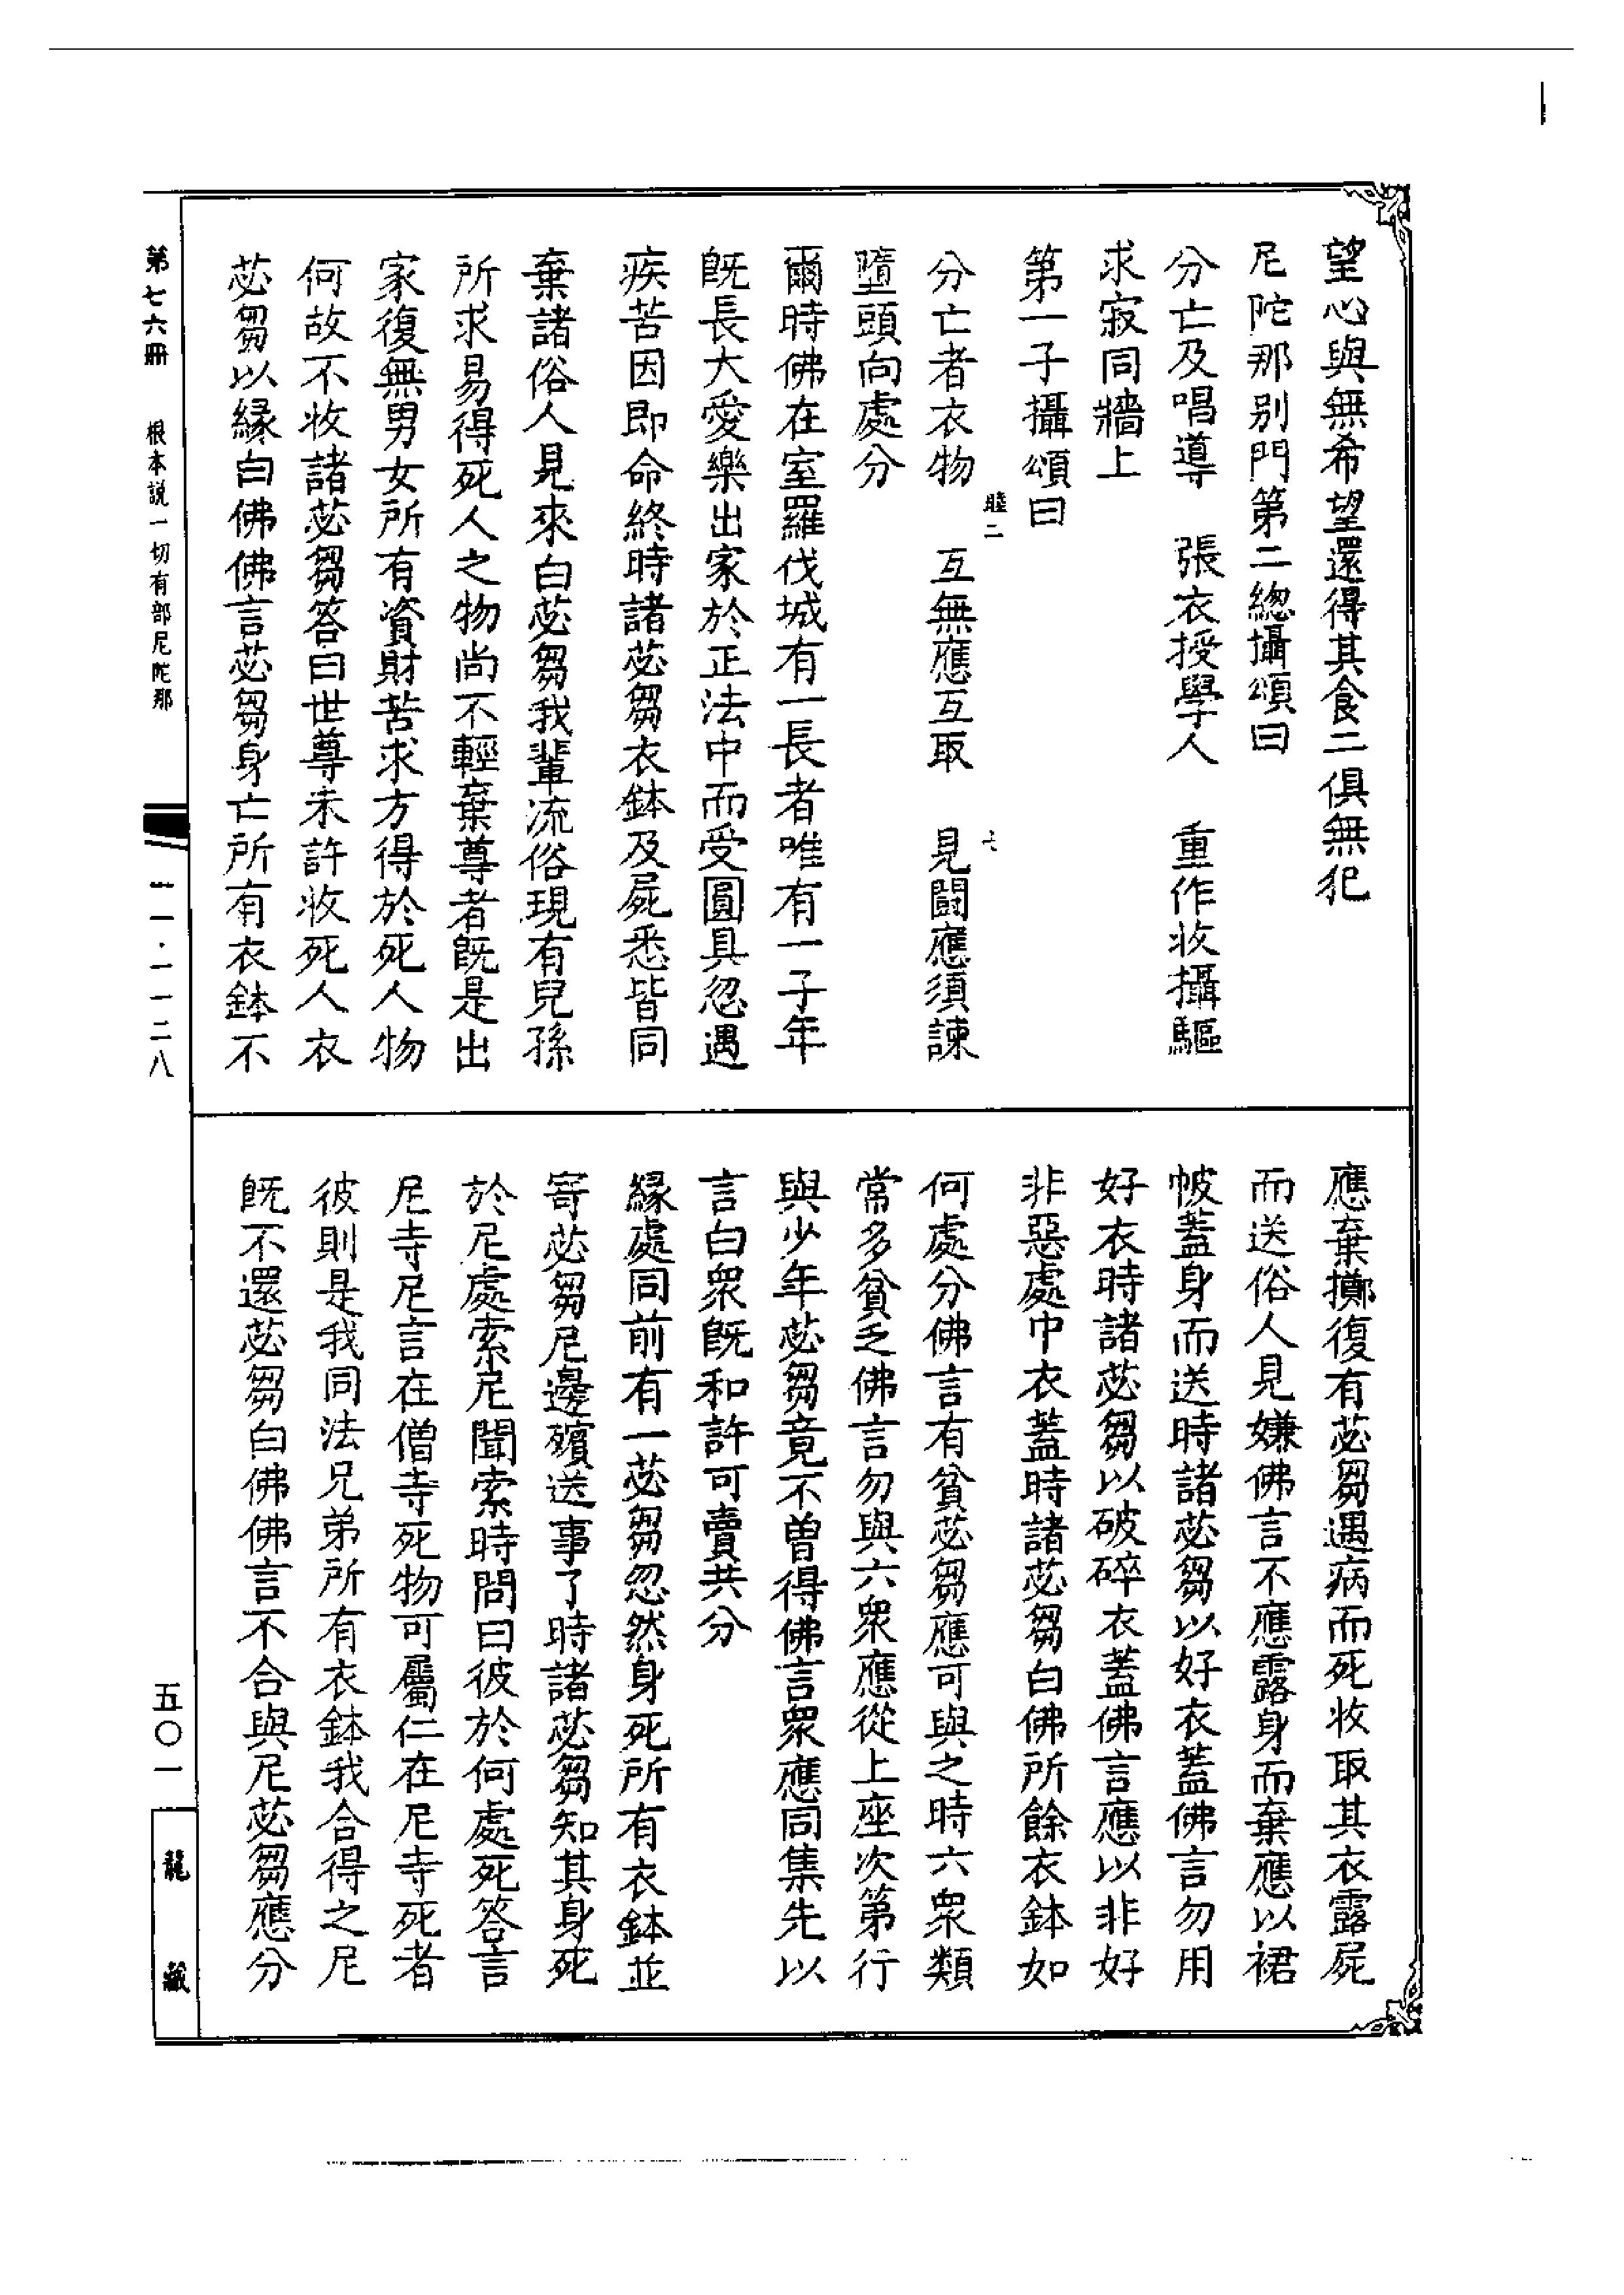 望心與無希望還得其食二俱無犯
尼陀那別門第二總攝頌曰
分亡及唱導　張衣授學人　重作收攝驅
求寂同牆上
第一子攝頌曰
睦二　七
分亡者衣物　互無應互取　見鬪應須諫
墮頭向處分
爾時佛在室羅伐城有一長者唯有一子年
旣長大愛樂出家於正法中而受圓具忽遇
疾苦因即命終時諸苾芻衣鉢及屍悉皆同
棄諸俗人見來白苾芻我輩流俗現有兒孫
所求易得死人之物尚不輕棄尊者旣是出
家復無男女所有資財苦求方得於死人物
何故不收諸苾芻答曰世尊未許收死人衣
苾芻以緣白佛佛言苾芻身亡所有衣鉢不
應棄擲復有苾芻遇病而死收取其衣露屍
而送俗人見嫌佛言不應露身而棄應以裙
帔蓋身而送時諸苾芻以好衣蓋佛言勿用
好衣時諸苾芻以破碎衣蓋佛言應以非好
非惡處中衣蓋時諸苾芻白佛所餘衣鉢如
何處分佛言有貧苾芻應可與之時六衆類
常多貧乏佛言勿與六衆應從上座次第行
與少年苾芻竟不曾得佛言衆應同集先以
言白衆旣和許可賣共分
緣處同前有一苾芻忽然身死所有衣鉢並
寄苾芻尼邊殯送事了時諸苾芻知其身死
於尼處索尼聞索時問曰彼於何處死答言
尼寺尼言在僧寺死物可屬仁在尼寺死者
彼則是我同法兄弟所有衣鉢我合得之尼
旣不還苾芻白佛佛言不合與尼苾芻應分
第七六冊　根本說一切有部尼陀那
一一・一一二八
五〇一
龍藏